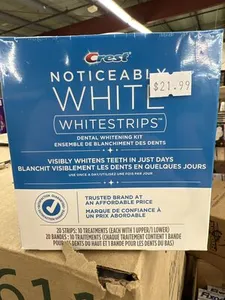 Crest
NOTICEABLY
$21.99
WHITE
WHITESTRIPS™
DENTAL WHITENING KIT
ENSEMBLE DE BLANCHIMENT DES DENTS
VISIBLY WHITENS TEETH IN JUST DAYS
BLANCHIT VISIBLEMENT LES DENTS EN QUELQUES JOURS
TRUSTED BRAND AT
AN AFFORDABLE PRICE
MARQUE DE CONFIANCE À
UN PRIX ABORDABLE
20 STRIPS: 10 TREATMENTS (EACH WITH 1 UPPER/1 LOWER)
20 BANDES : 10 TRAITEMENTS (CHAQUE TRAITEMENT CONTIENT 1 BANDE
POUR LES DENTS DU HAUT ET 1 BANDE POUR LES DENTS DU BAS)
61